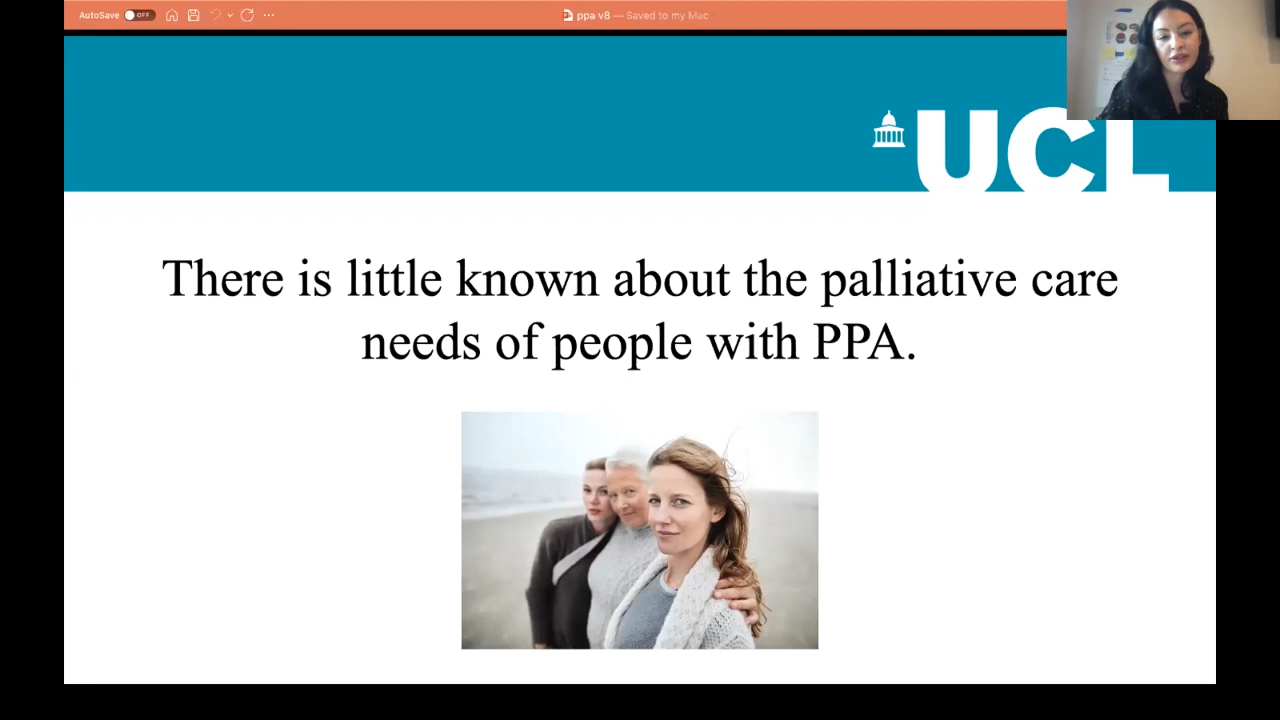 AutoSave OFF ppa v8 — Saved to my Mac
UCL
There is little known about the palliative care
needs of people with PPA.